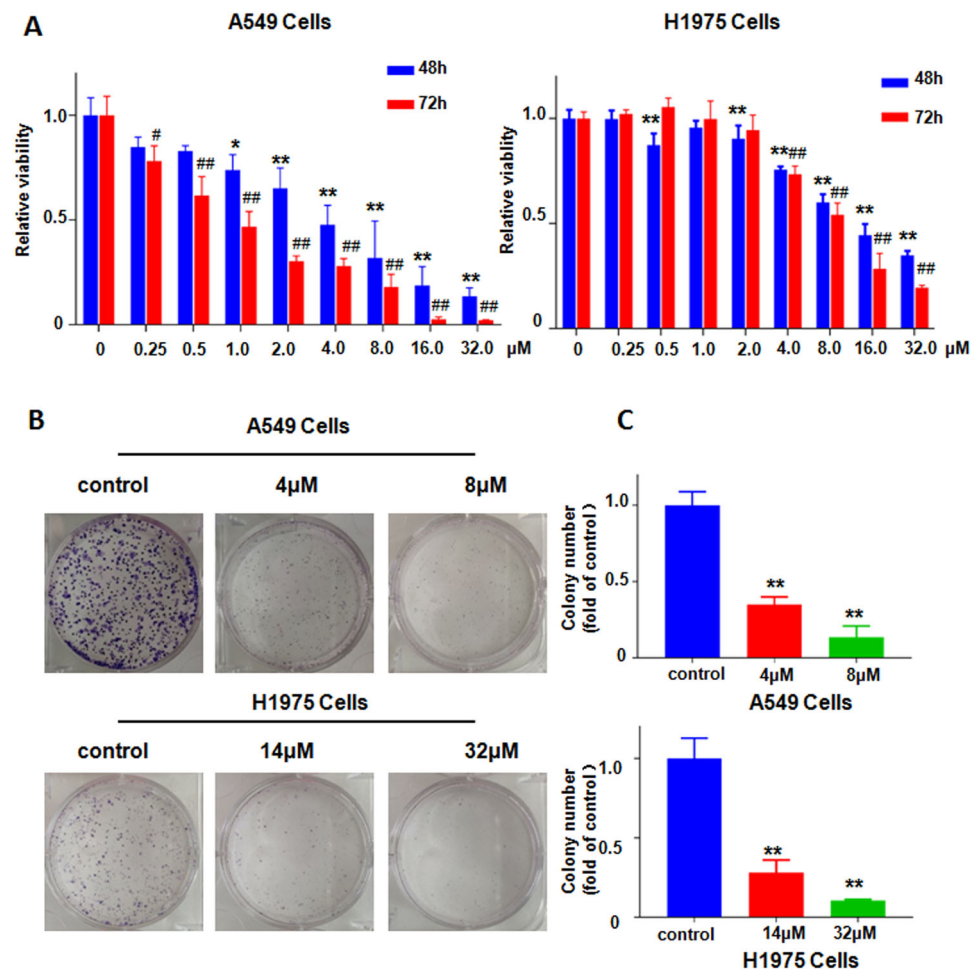 A
A549 Cells
48h
72h
Relative viability
1.0
0.5
0
#
##
*
##
**
##
**
##
**
##
**
##
**
##
0 0.25 0.5 1.0 2.0 4.0 8.0 16.0 32.0 µM
H1975 Cells
48h
72h
Relative viablity
1.0
0.5
0
**
**
** ##
**
##
**
##
**
##
0 0.25 0.5 1.0 2.0 4.0 8.0 16.0 32.0 µM
B
A549 Cells
control 4µM 8µM
H1975 Cells
control 14µM 32µM
C
Colony number
(fold of control)
1.0
0.5
0
**
**
control 4µM 8µM
A549 Cells
Colony number
(fold of control)
1.0
0.5
0
**
**
control 14µM 32µM
H1975 Cells